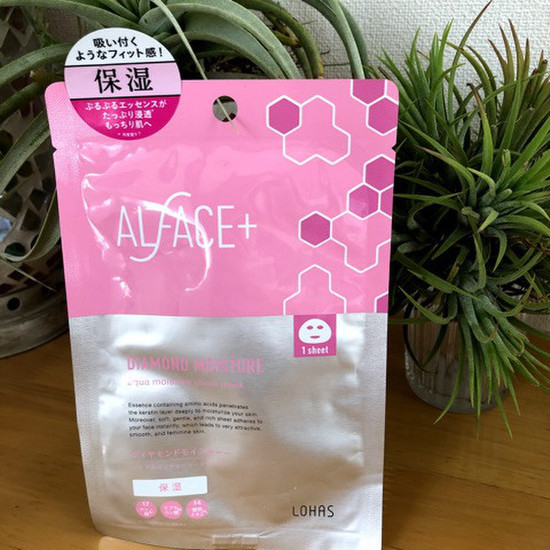 吸い付く
ようなフィット感!
保湿
ぷるぷるエッセンスが
たっぷり浸透*
もっちり肌へ
ALFACE+
1 sheet
DIAMOND MOISTURE
aqua moisture sheet mask
Essence containing amino acids penetrates
the keratin layer deeply to moisturize your skin.
Moreover, soft, gentle, and rich sheet adheres to
your face instantly, which leads to very attractive,
smooth, and feminine skin.
ダイヤモンドモイスチャー
保湿
LOHAS